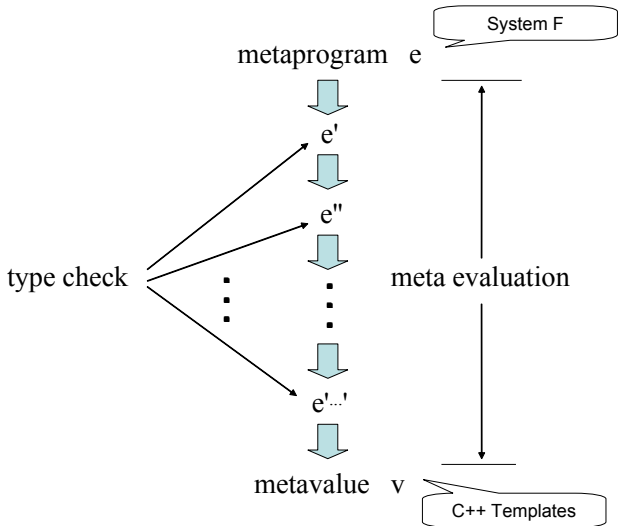 System F
metaprogram e
e'
e"
type check
meta evaluation
e'...'
metavalue v
C++ Templates